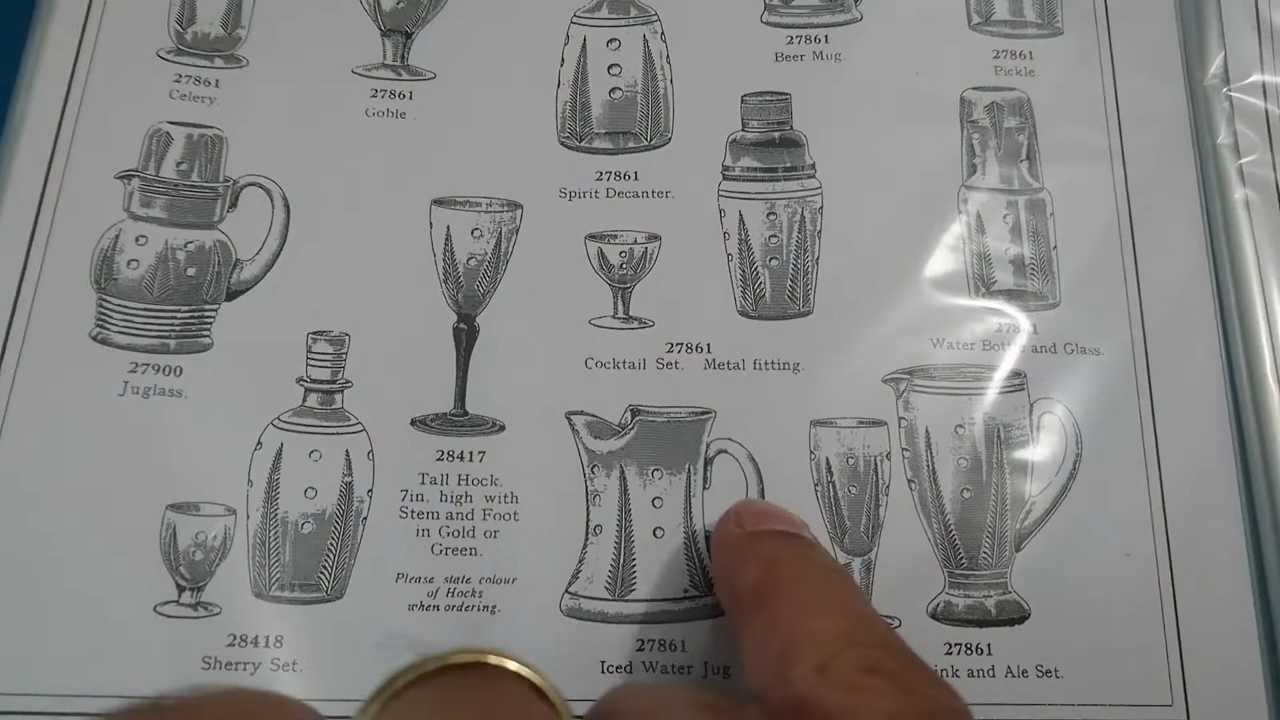 27861
Celery.
27861
Goble
27861
Beer Mug.
27861
Pickle.
27861
Spirit Decanter.
27861
Cocktail Set. Metal fitting.
Water and Glass.
27900
Juglass.
28417
Tall Hock.
7in. high with
Stem and Foot
in Gold or
Green.
Please state colour
of Hocks
when ordering.
28418
Sherry Set.
27861
Iced Water Jug
27861
and Ale Set.